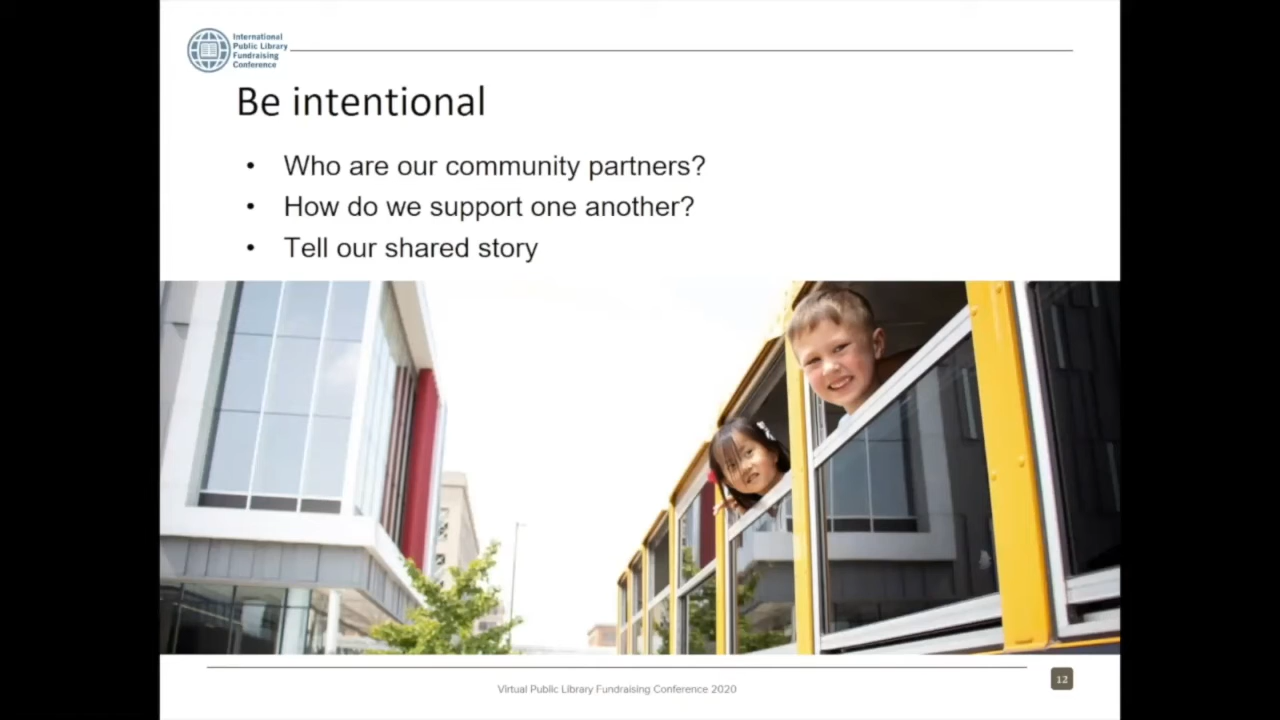 International
Public Library
Fundraising
Conference
Be intentional
• Who are our community partners?
• How do we support one another?
• Tell our shared story
Virtual Public Library Fundraising Conference 2020
12